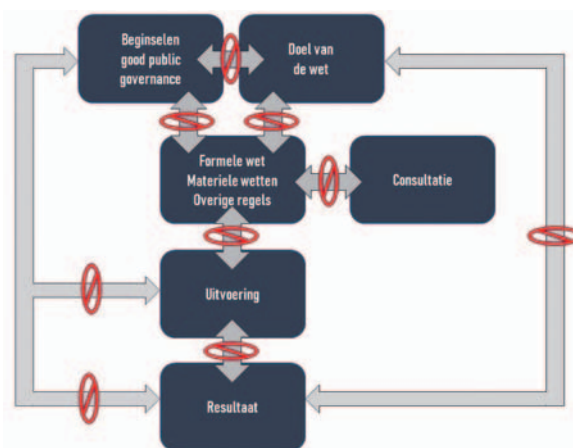 Beginselen
good public
governance
Doel van
de wet
Formele wet
Materiele wetten
Overige regels
Consultatie
Uitvoering
Resultaat